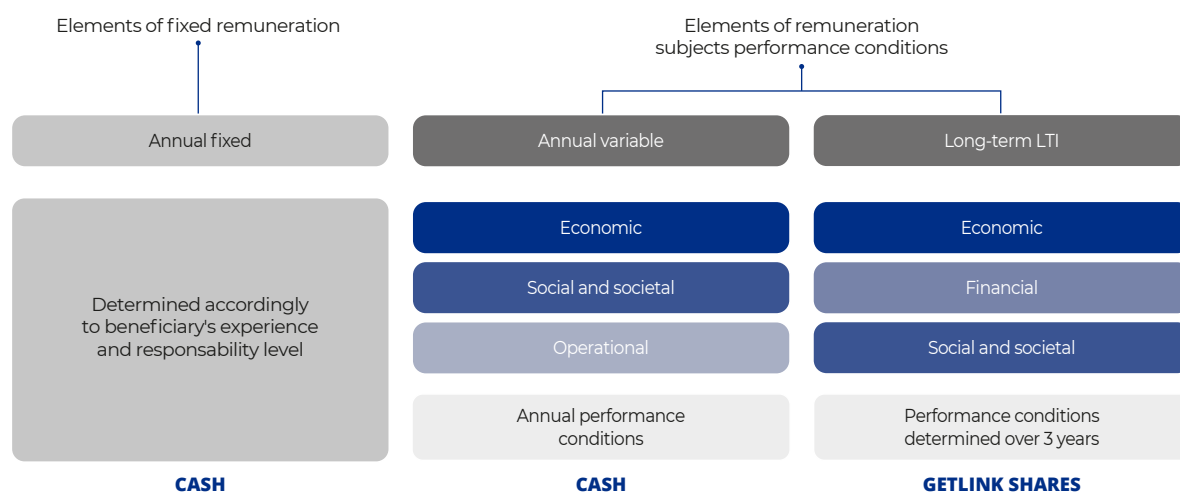 Elements of fixed remuneration
Elements of remuneration
subjects performance conditions
Annual fixed
Annual variable
Long-term LTI
Determined accordingly
to beneficiary's experience
and responsability level
Economic
Social and societal
Operational
Annual performance
conditions
Economic
Financial
Social and societal
Performance conditions
determined over 3 years
CASH
CASH
GETLINK SHARES